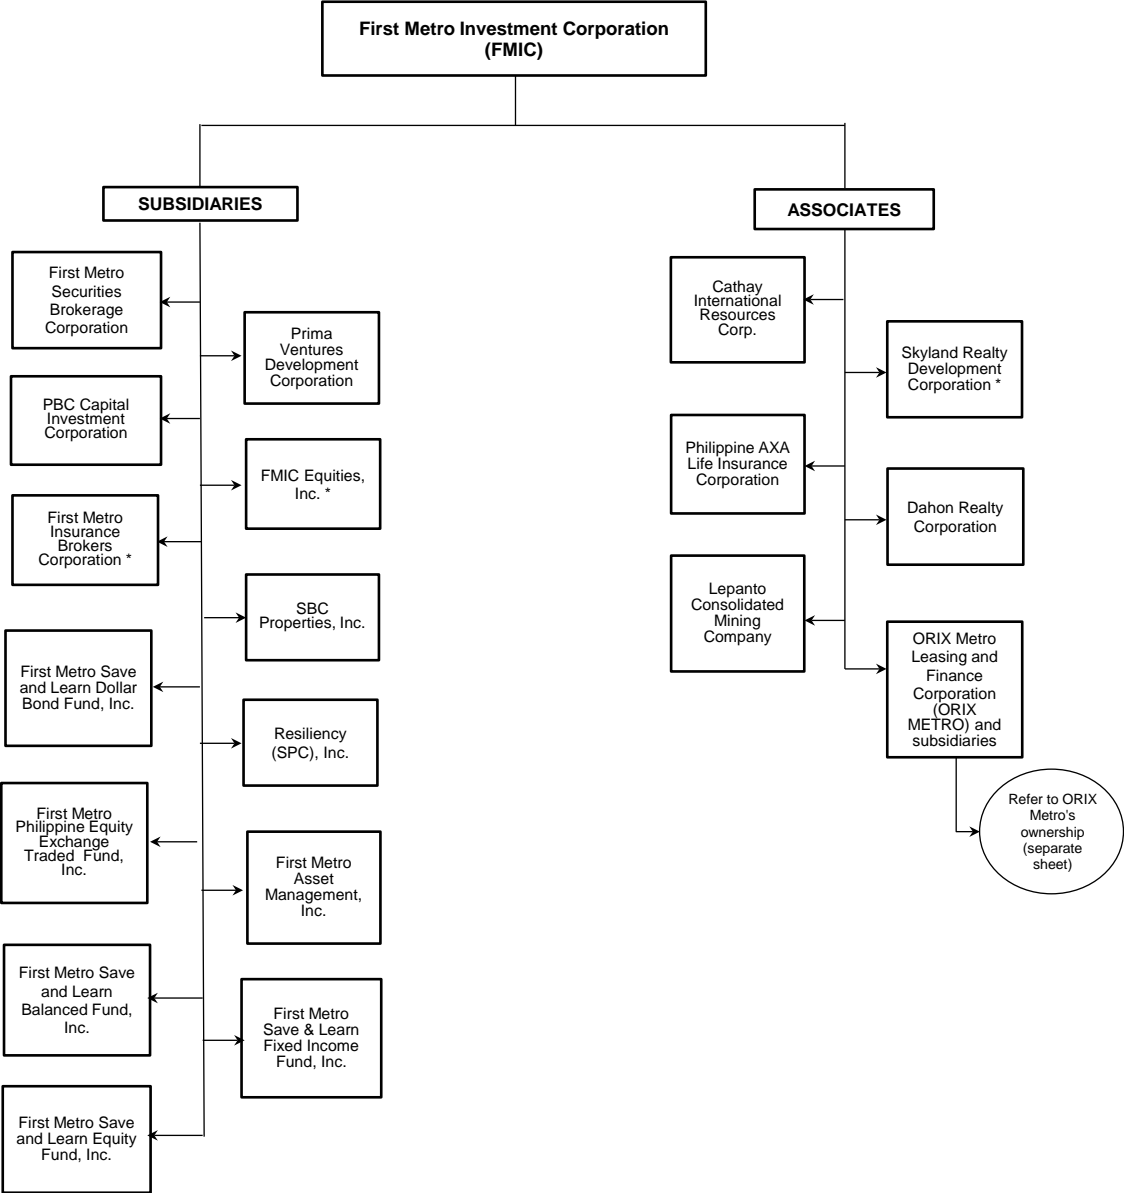 First Metro Investment Corporation
(FMIC)
SUBSIDIARIES
First Metro
Securities
Brokerage
Corporation
Prima
Ventures
Development
Corporation
PBC Capital
Investment
Corporation
FMIC Equities,
Inc. *
First Metro
Insurance
Brokers
Corporation *
SBC
Properties, Inc.
First Metro Save
and Learn Dollar
Bond Fund, Inc.
Resiliency
(SPC), Inc.
First Metro
Philippine Equity
Exchange
Traded Fund,
Inc.
First Metro
Asset
Management,
Inc.
First Metro Save
and Learn
Balanced Fund,
Inc.
First Metro
Save & Learn
Fixed Income
Fund, Inc.
First Metro Save
and Learn Equity
Fund, Inc.
ASSOCIATES
Cathay
International
Resources
Corp.
Skyland Realty
Development
Corporation *
Philippine AXA
Life Insurance
Corporation
Dahon Realty
Corporation
Lepanto
Consolidated
Mining
Company
ORIX Metro
Leasing and
Finance
Corporation
(ORIX
METRO) and
subsidiaries
Refer to ORIX
Metro's
ownership
(separate
sheet)